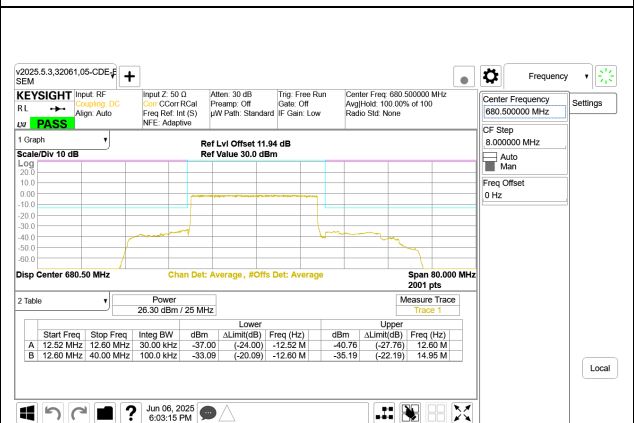 v2025.5.3,32061,05-CDE-F
SEM
+
Frequency
KEYSIGHT Input: RF Input Z: 50 Ω Atten: 30 dB Trig: Free Run Center Freq: 680.500000 MHz
RL Coupling: DC Corr CCorr RCal Preamp: Off Gate: Off Avg|Hold: 100.00% of 100
Align: Auto Freq Ref: Int (S) µW Path: Standard IF Gain: Low Radio Std: None
LXI PASS NFE: Adaptive
Center Frequency
680.500000 MHz
Settings
CF Step
8.000000 MHz
Auto
Man
Freq Offset
0 Hz
1 Graph
Ref Lvl Offset 11.94 dB
Scale/Div 10 dB Ref Value 30.0 dBm
Log
20.0
10.0
0.00
-10.0
-20.0
-30.0
-40.0
-50.0
-60.0
Disp Center 680.50 MHz Chan Det: Average, #Offs Det: Average Span 80.000 MHz
2001 pts
2 Table Power Measure Trace
26.30 dBm / 25 MHz Trace 1
Lower Upper
Start Freq Stop Freq Integ BW dBm ΔLimit(dB) Freq (Hz) dBm ΔLimit(dB) Freq (Hz)
A 12.52 MHz 12.60 MHz 30.00 kHz -37.00 (-24.00) -12.52 M -40.76 (-27.76) 12.60 M
B 12.60 MHz 40.00 MHz 100.0 kHz -33.09 (-20.09) -12.60 M -35.19 (-22.19) 14.95 M
Local
? Jun 06, 2025
6:03:15 PM